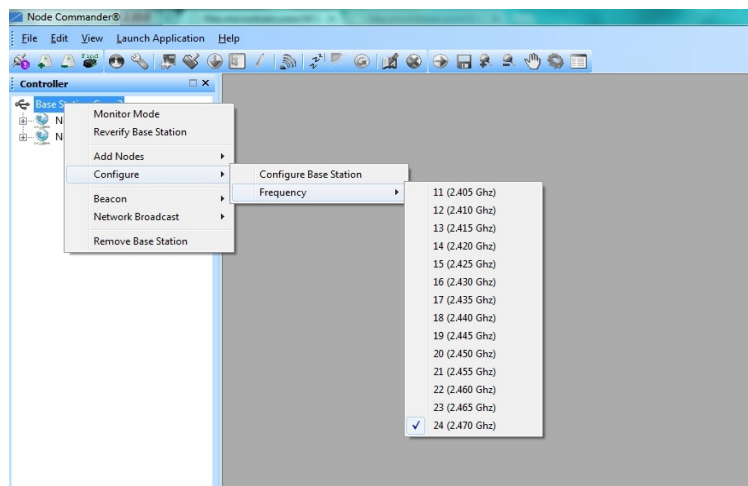 Node Commander®
File Edit View Launch Application Help
Find
Controller
Base
N
N
Monitor Mode
Reverify Base Station
Add Nodes
Configure
Beacon
Network Broadcast
Remove Base Station
Configure Base Station
Frequency
11 (2.405 Ghz)
12 (2.410 Ghz)
13 (2.415 Ghz)
14 (2.420 Ghz)
15 (2.425 Ghz)
16 (2.430 Ghz)
17 (2.435 Ghz)
18 (2.440 Ghz)
19 (2.445 Ghz)
20 (2.450 Ghz)
21 (2.455 Ghz)
22 (2.460 Ghz)
23 (2.465 Ghz)
24 (2.470 Ghz)